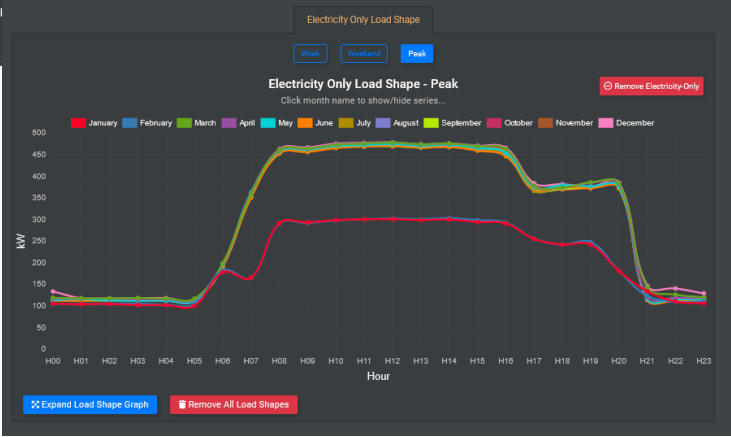 Electricity Only Load Shape
Week Weekend Peak
Electricity Only Load Shape - Peak
Remove Electricity-Only
Click month name to show/hide series...
January February March April May June July August September October November December
500
450
400
350
300
250
200
150
100
50
0
kW
H00 H01 H02 H03 H04 H05 H06 H07 H08 H09 H10 H11 H12 H13 H14 H15 H16 H17 H18 H19 H20 H21 H22 H23
Hour
Expand Load Shape Graph Remove All Load Shapes